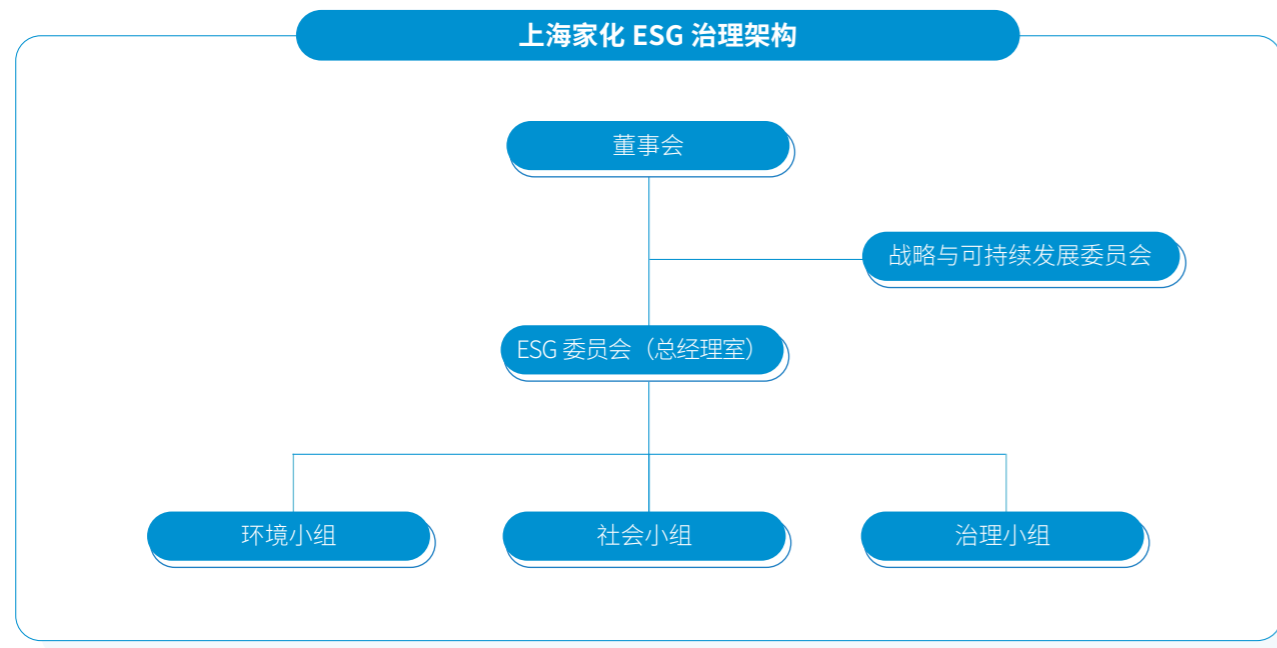 上海家化 ESG 治理架构
董事会
战略与可持续发展委员会
ESG 委员会（总经理室）
环境小组
社会小组
治理小组